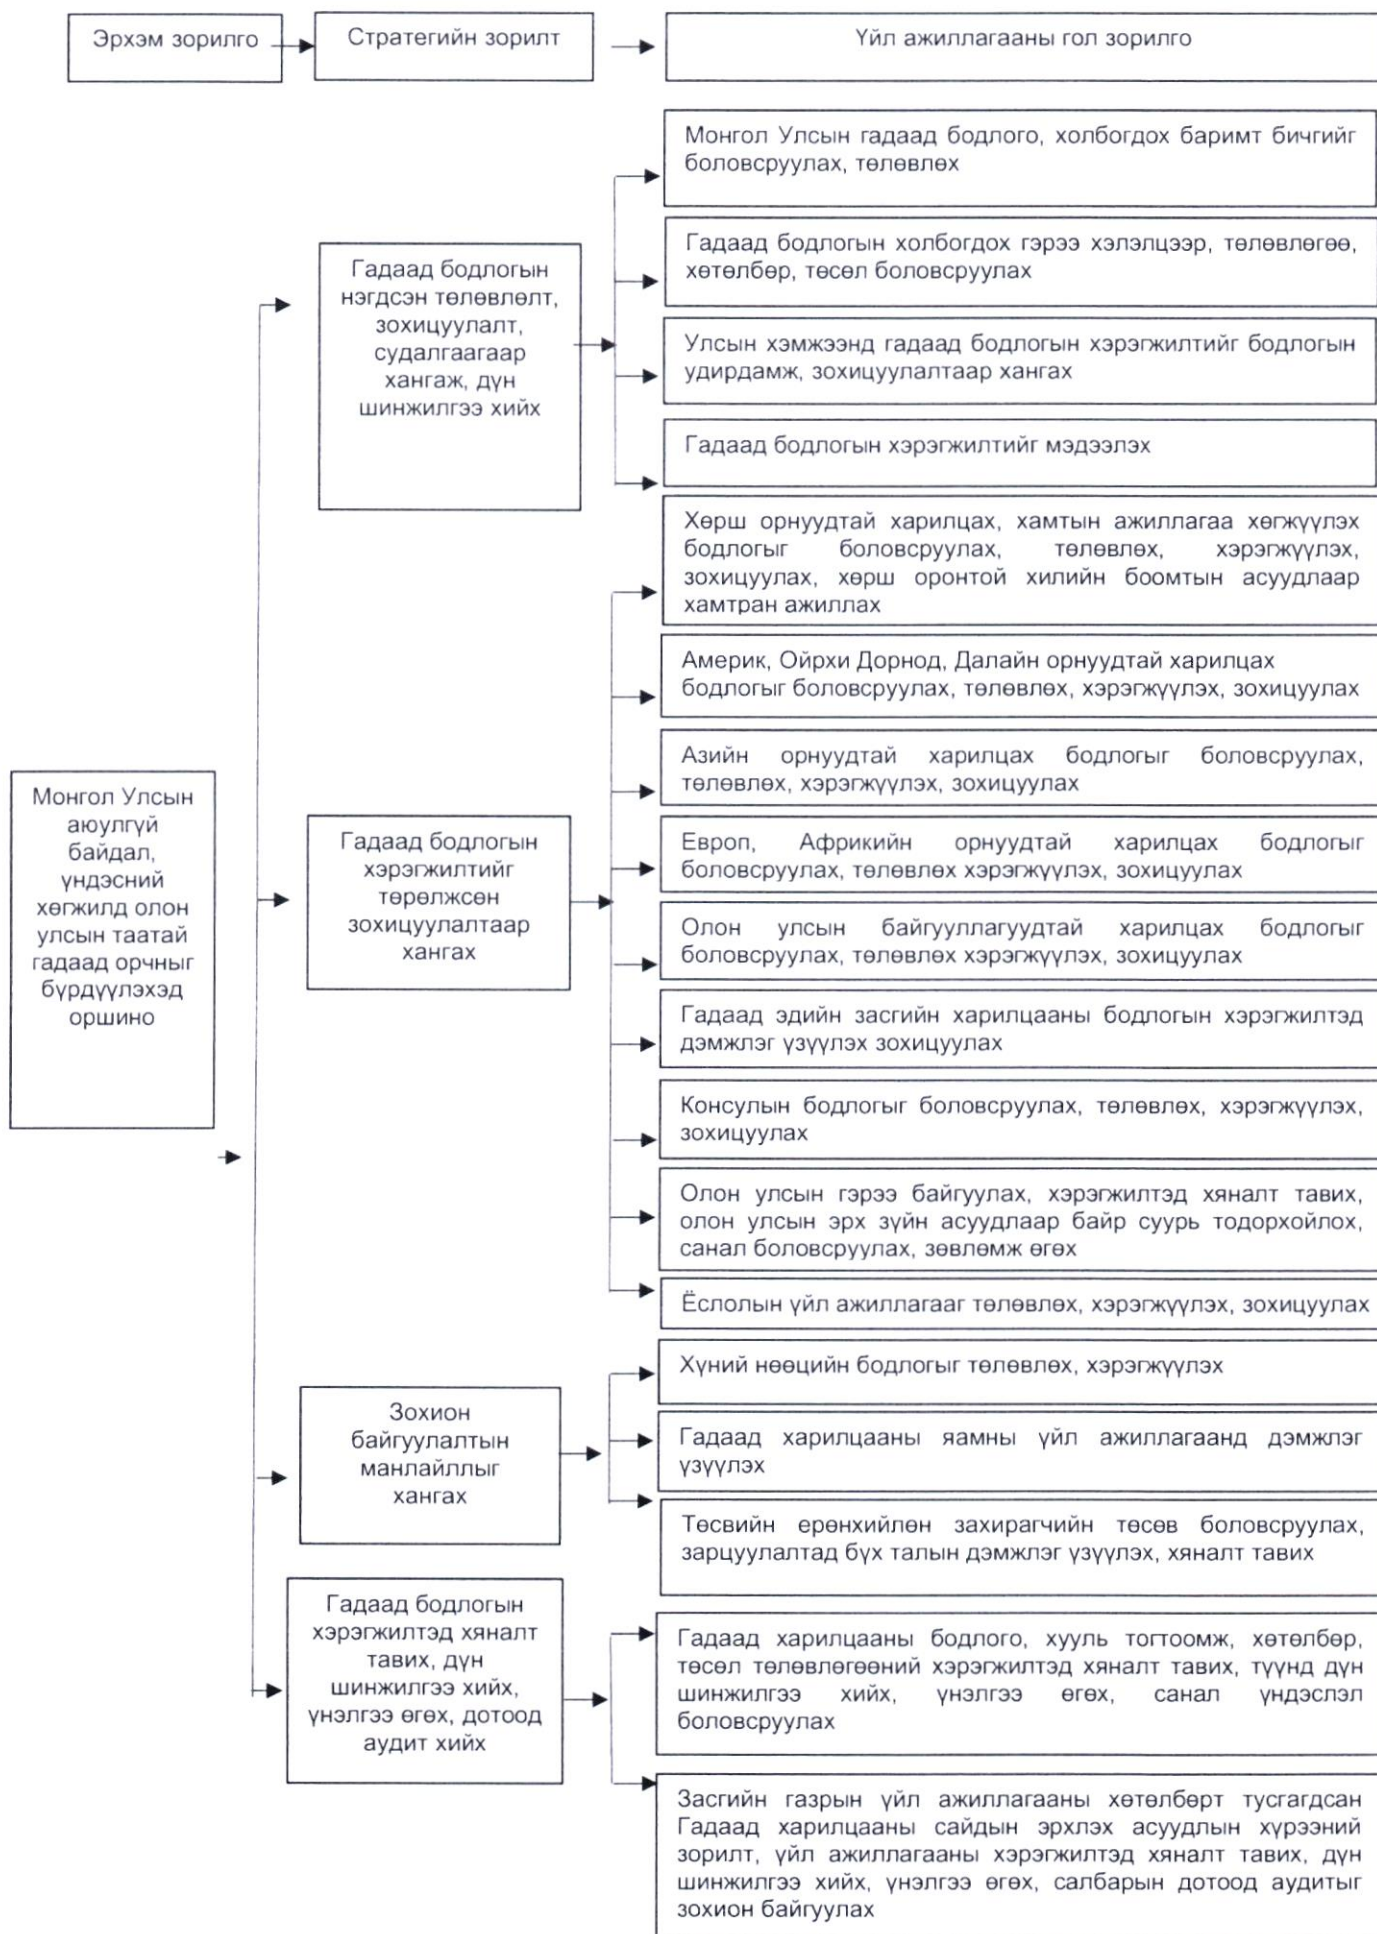 Эрхэм зорилго
Стратегийн зорилт
Үйл ажиллагааны гол зорилго
Монгол Улсын гадаад бодлого, холбогдох баримт бичгийг
боловсруулах, төлөвлөх
Гадаад бодлогын холбогдох гэрээ хэлэлцээр, төлөвлөгөө,
хөтөлбөр, төсөл боловсруулах
Гадаад бодлогын
нэгдсэн төлөвлөлт,
зохицуулалт,
судалгаагаар
хангаж, дүн
шинжилгээ хийх
Улсын хэмжээнд гадаад бодлогын хэрэгжилтийг бодлогын
удирдамж, зохицуулалтаар хангах
Гадаад бодлогын хэрэгжилтийг мэдээлэх
Хөрш орнуудтай харилцах, хамтын ажиллагаа хөгжүүлэх
бодлогыг боловсруулах, төлөвлөх, хэрэгжүүлэх,
зохицуулах, хөрш оронтой хилийн боомтын асуудлаар
хамтран ажиллах
Америк, Ойрхи Дорнод, Далайн орнуудтай харилцах
бодлогыг боловсруулах, төлөвлөх, хэрэгжүүлэх, зохицуулах
Азийн орнуудтай харилцах бодлогыг боловсруулах,
төлөвлөх, хэрэгжүүлэх, зохицуулах
Монгол Улсын
аюулгүй
байдал,
үндэсний
хөгжилд олон
улсын таатай
гадаад орчныг
бүрдүүлэхэд
оршино
Гадаад бодлогын
хэрэгжилтийг
төрөлжсөн
зохицуулалтаар
хангах
Европ, Африкийн орнуудтай харилцах бодлогыг
боловсруулах, төлөвлөх хэрэгжүүлэх, зохицуулах
Олон улсын байгууллагуудтай харилцах бодлогыг
боловсруулах, төлөвлөх хэрэгжүүлэх, зохицуулах
Гадаад эдийн засгийн харилцааны бодлогын хэрэгжилтэд
дэмжлэг үзүүлэх зохицуулах
Консулын бодлогыг боловсруулах, төлөвлөх, хэрэгжүүлэх,
зохицуулах
Олон улсын гэрээ байгуулах, хэрэгжилтэд хяналт тавих,
олон улсын эрх зүйн асуудлаар байр суурь тодорхойлох,
санал боловсруулах, зөвлөмж өгөх
Ёслолын үйл ажиллагааг төлөвлөх, хэрэгжүүлэх, зохицуулах
Зохион
байгуулалтын
манлайллыг
хангах
Хүний нөөцийн бодлогыг төлөвлөх, хэрэгжүүлэх
Гадаад харилцааны яамны үйл ажиллагаанд дэмжлэг
үзүүлэх
Төсвийн ерөнхийлөн захирагчийн төсөв боловсруулах,
зарцуулалтад бүх талын дэмжлэг үзүүлэх, хяналт тавих
Гадаад бодлогын
хэрэгжилтэд хяналт
тавих, дүн
шинжилгээ хийх,
үнэлгээ өгөх, дотоод
аудит хийх
Гадаад харилцааны бодлого, хууль тогтоомж, хөтөлбөр,
төсөл төлөвлөгөөний хэрэгжилтэд хяналт тавих, түүнд дүн
шинжилгээ хийх, үнэлгээ өгөх, санал үндэслэл
боловсруулах
Засгийн газрын үйл ажиллагааны хөтөлбөрт тусгагдсан
Гадаад харилцааны сайдын эрхлэх асуудлын хүрээний
зорилт, үйл ажиллагааны хэрэгжилтэд хяналт тавих, дүн
шинжилгээ хийх, үнэлгээ өгөх, салбарын дотоод аудитыг
зохион байгуулах